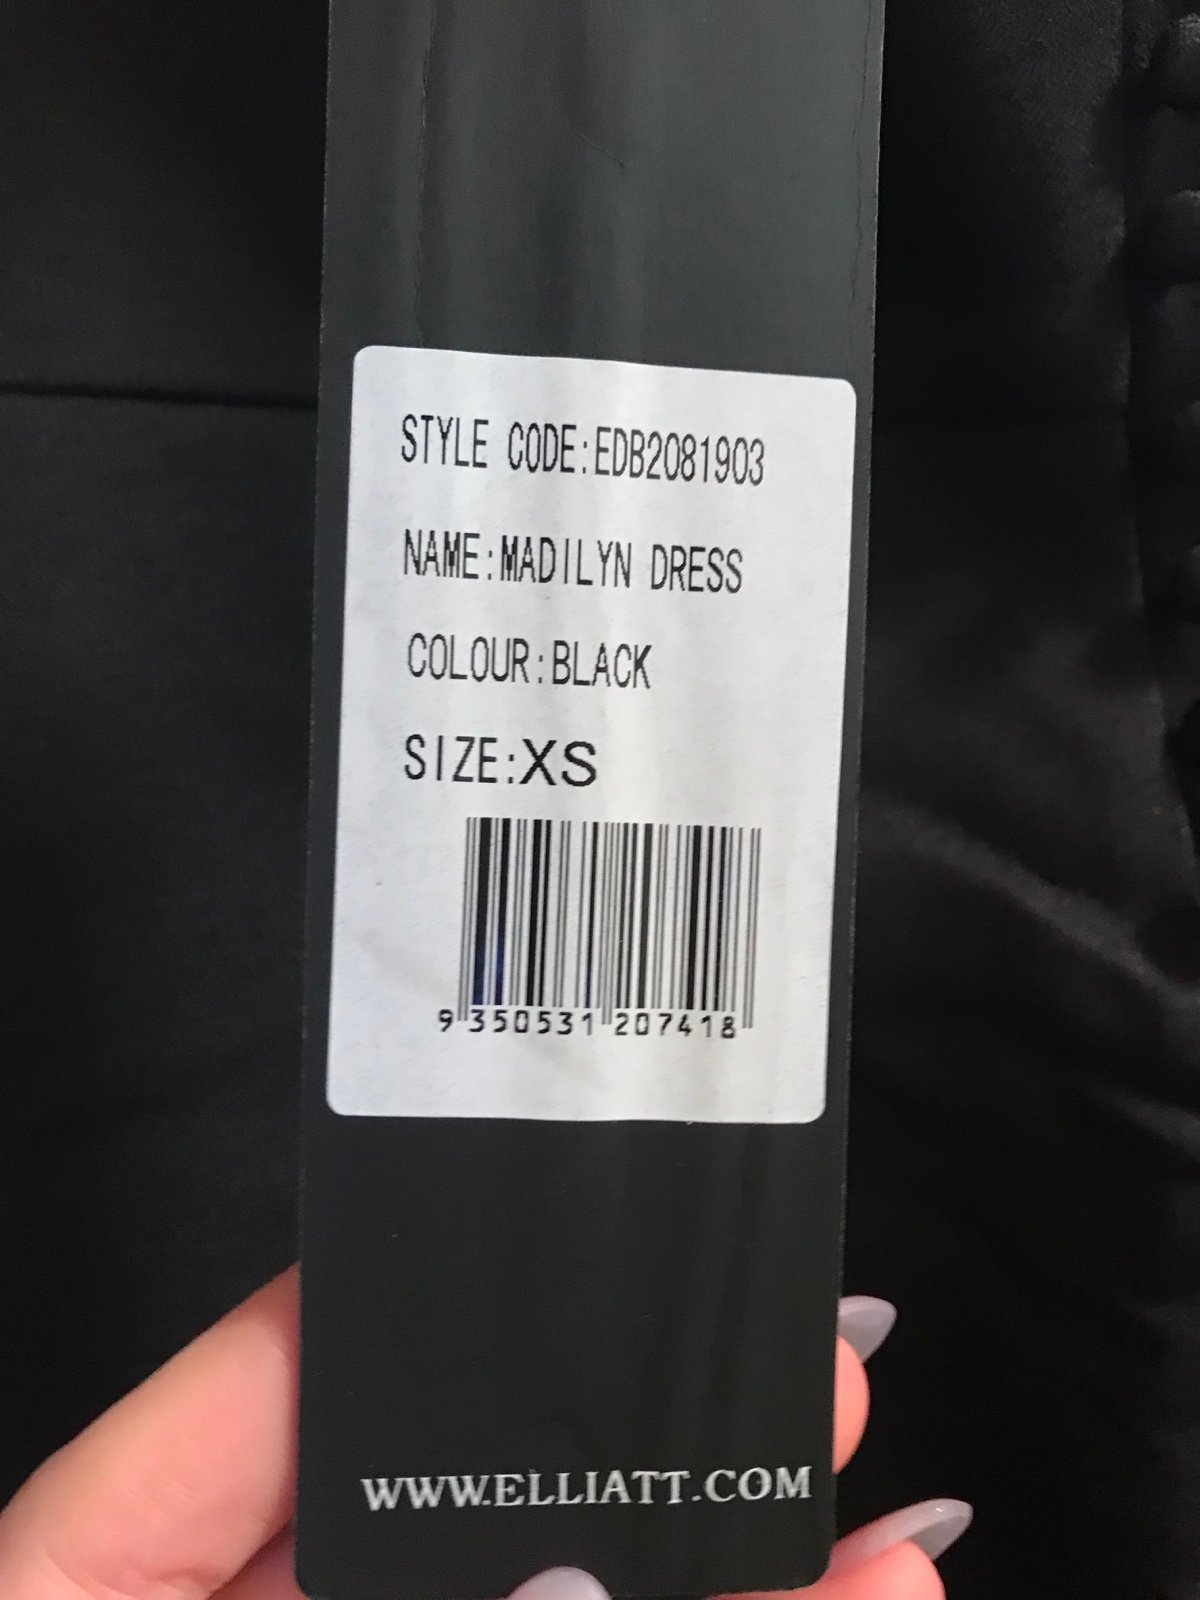 STYLE CODE:EDB2081903
NAME:MADILYN DRESS
COLOUR:BLACK
SIZE:XS
9 350531 207418
WWW.ELLIATT.COM